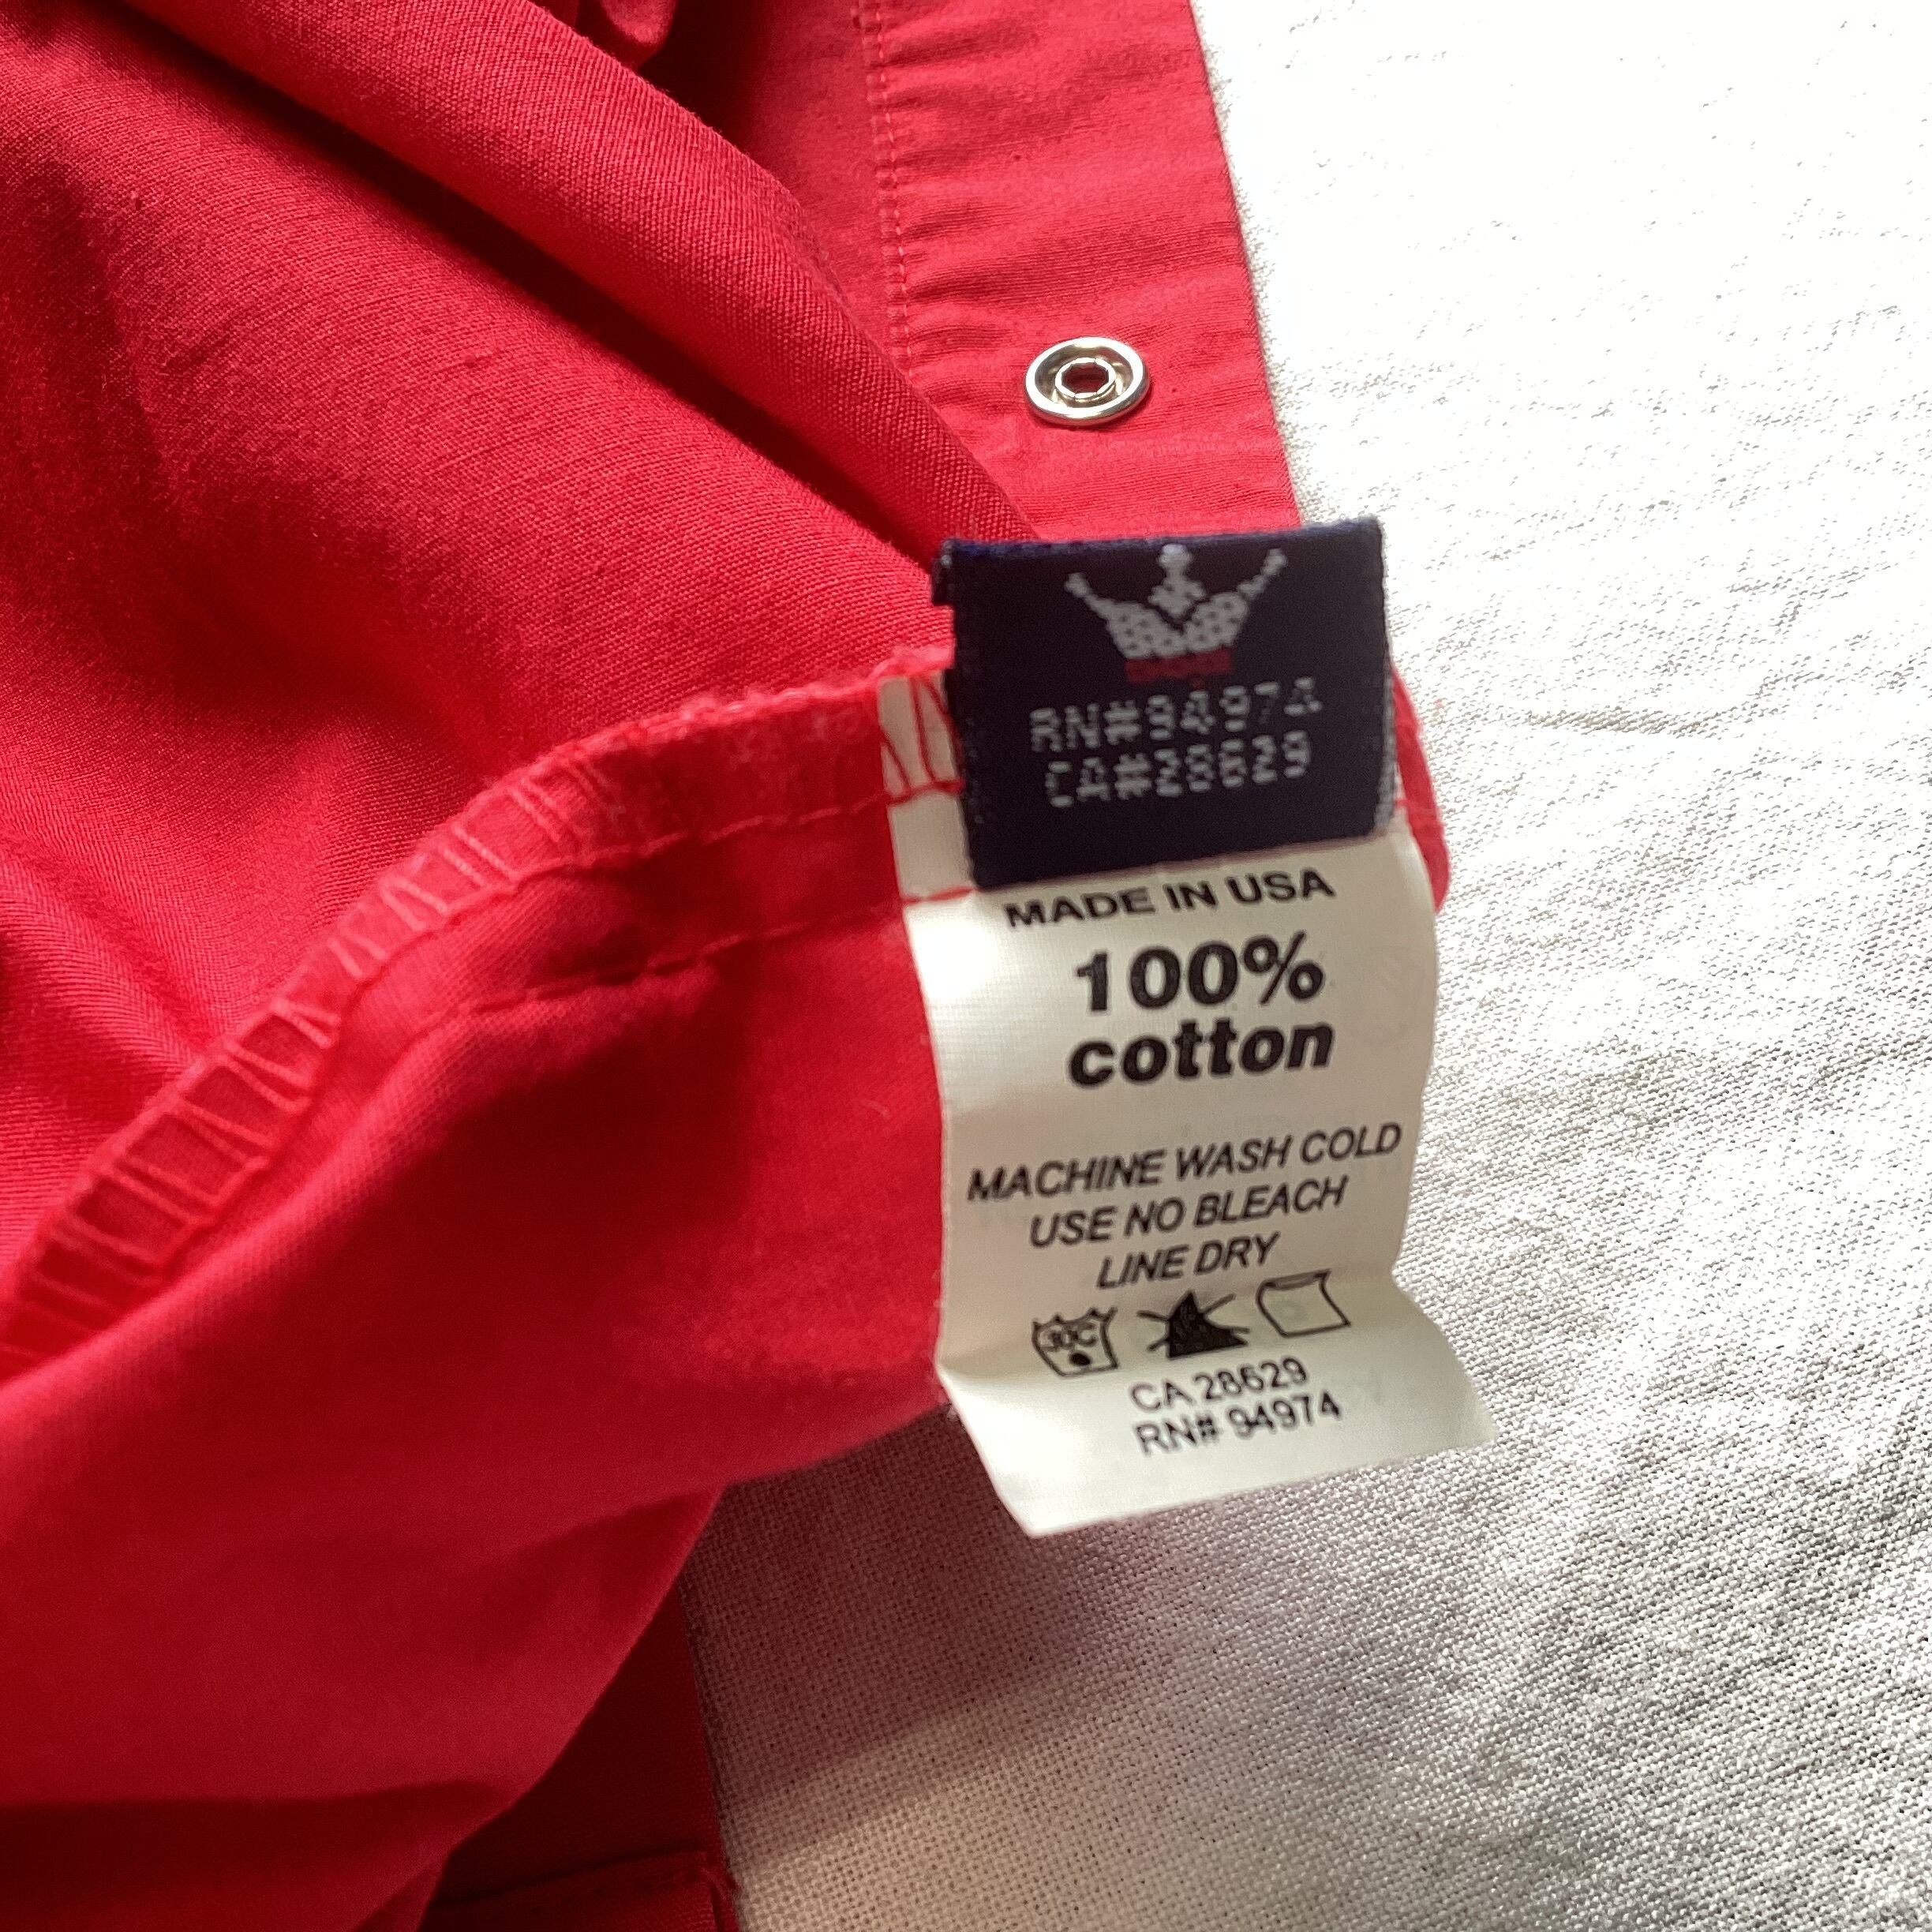 RN#94974
CA#28629
MADE IN USA
100%
cotton
MACHINE WASH COLD
USE NO BLEACH
LINE DRY
30C
CA 28629
RN# 94974